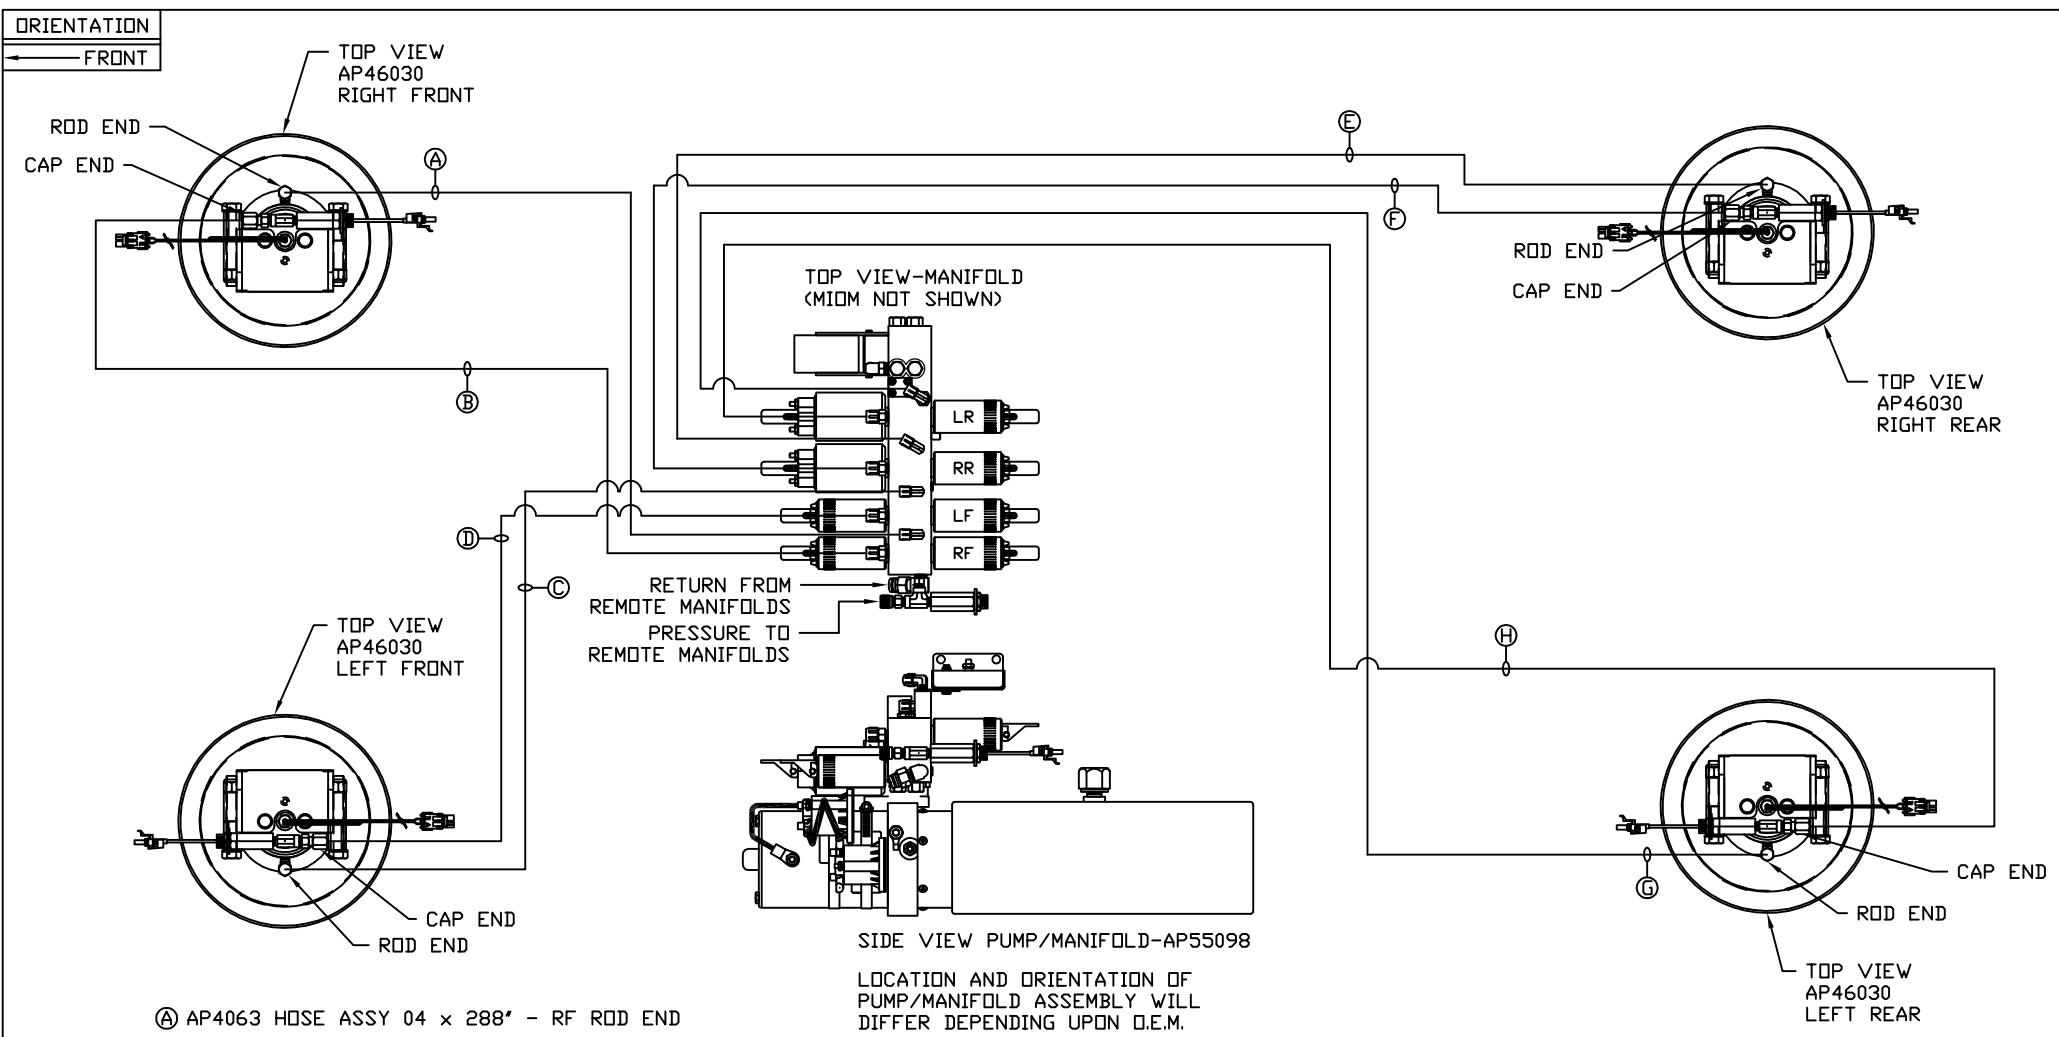 ORIENTATION
FRONT
TOP VIEW
AP46030
RIGHT FRONT
ROD END
CAP END
A
B
E
F
ROD END
CAP END
TOP VIEW
AP46030
RIGHT REAR
TOP VIEW-MANIFOLD
(MIOM NOT SHOWN)
LR
RR
LF
RF
D
C
RETURN FROM
REMOTE MANIFOLDS
PRESSURE TO
REMOTE MANIFOLDS
TOP VIEW
AP46030
LEFT FRONT
CAP END
ROD END
H
G
CAP END
ROD END
TOP VIEW
AP46030
LEFT REAR
SIDE VIEW PUMP/MANIFOLD-AP55098
LOCATION AND ORIENTATION OF
PUMP/MANIFOLD ASSEMBLY WILL
DIFFER DEPENDING UPON O.E.M.
A AP4063 HOSE ASSY 04 x 288" - RF ROD END